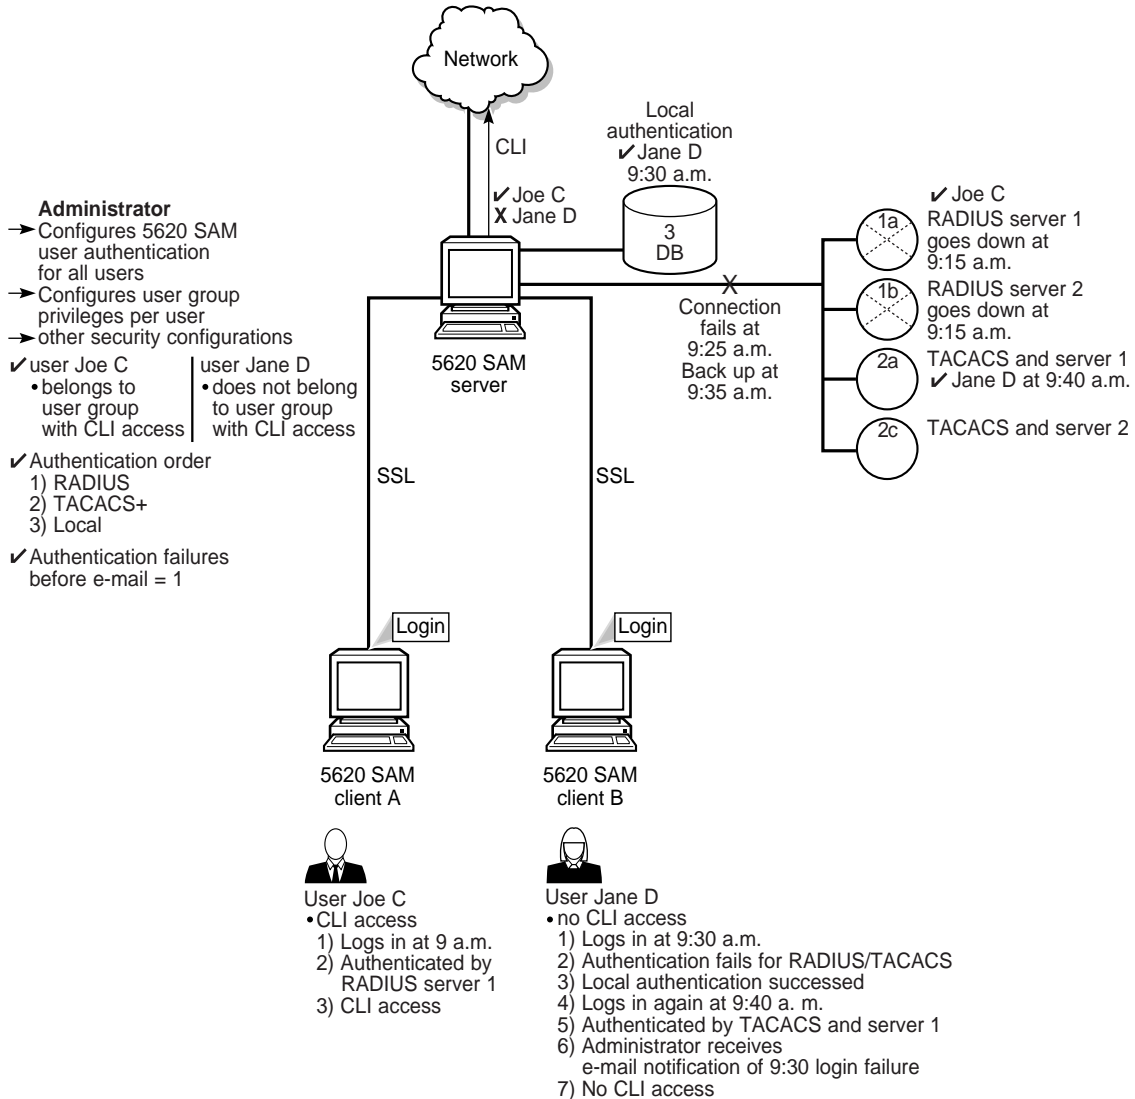 Network
CLI
✔ Joe C
X Jane D
Local
authentication
✔ Jane D
9:30 a.m.
3
DB
Administrator
→ Configures 5620 SAM
user authentication
for all users
→ Configures user group
privileges per user
→ other security configurations
✔ user Joe C
• belongs to
user group
with CLI access
user Jane D
• does not belong
to user group
with CLI access
✔ Authentication order
1) RADIUS
2) TACACS+
3) Local
✔ Authentication failures
before e-mail = 1
5620 SAM
server
X
Connection
fails at
9:25 a.m.
Back up at
9:35 a.m.
✔ Joe C
1a
RADIUS server 1
goes down at
9:15 a.m.
1b
RADIUS server 2
goes down at
9:15 a.m.
2a
TACACS and server 1
✔ Jane D at 9:40 a.m.
2c
TACACS and server 2
SSL
SSL
Login
Login
5620 SAM
client A
5620 SAM
client B
User Joe C
• CLI access
1) Logs in at 9 a.m.
2) Authenticated by
RADIUS server 1
3) CLI access
User Jane D
• no CLI access
1) Logs in at 9:30 a.m.
2) Authentication fails for RADIUS/TACACS
3) Local authentication successed
4) Logs in again at 9:40 a. m.
5) Authenticated by TACACS and server 1
6) Administrator receives
e-mail notification of 9:30 login failure
7) No CLI access